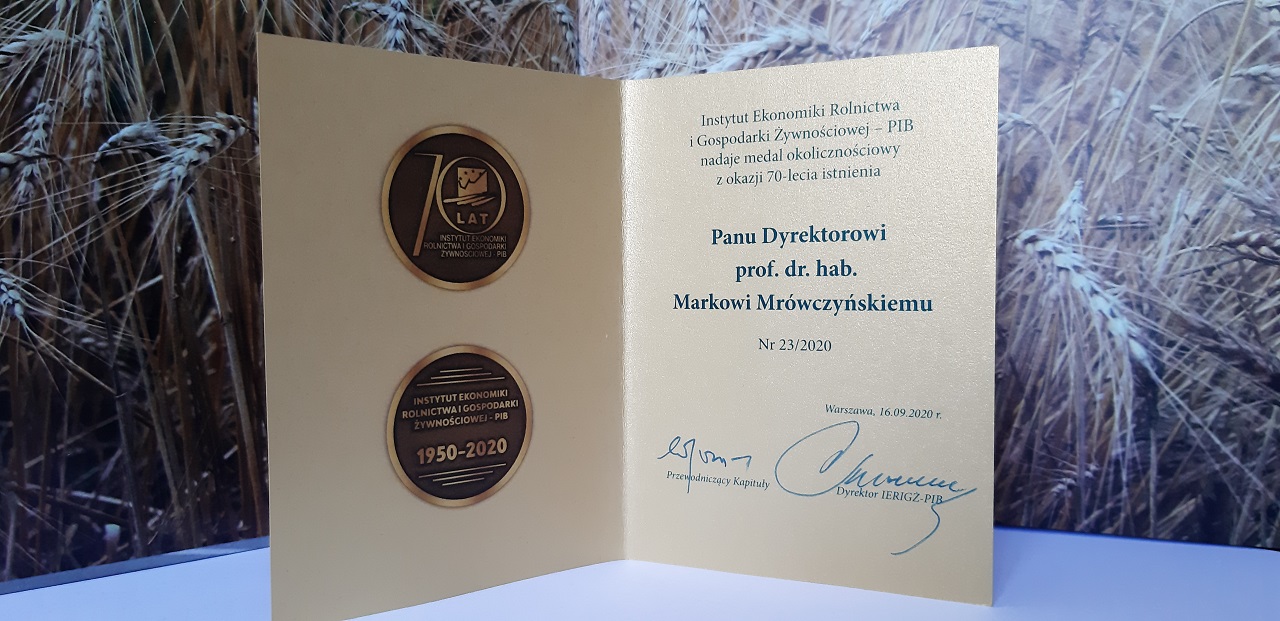 70
LAT
INSTYTUT EKONOMIKI
ROLNICTWA I GOSPODARKI
ŻYWNOŚCIOWEJ - PIB
INSTYTUT EKONOMIKI
ROLNICTWA I GOSPODARKI
ŻYWNOŚCIOWEJ - PIB
1950-2020
Instytut Ekonomiki Rolnictwa
i Gospodarki Żywnościowej – PIB
nadaje medal okolicznościowy
z okazji 70-lecia istnienia
Panu Dyrektorowi
prof. dr. hab.
Markowi Mrówczyńskiemu
Nr 23/2020
Warszawa, 16.09.2020 r.
Przewodniczący Kapituły
Dyrektor IERIGŻ-PIB